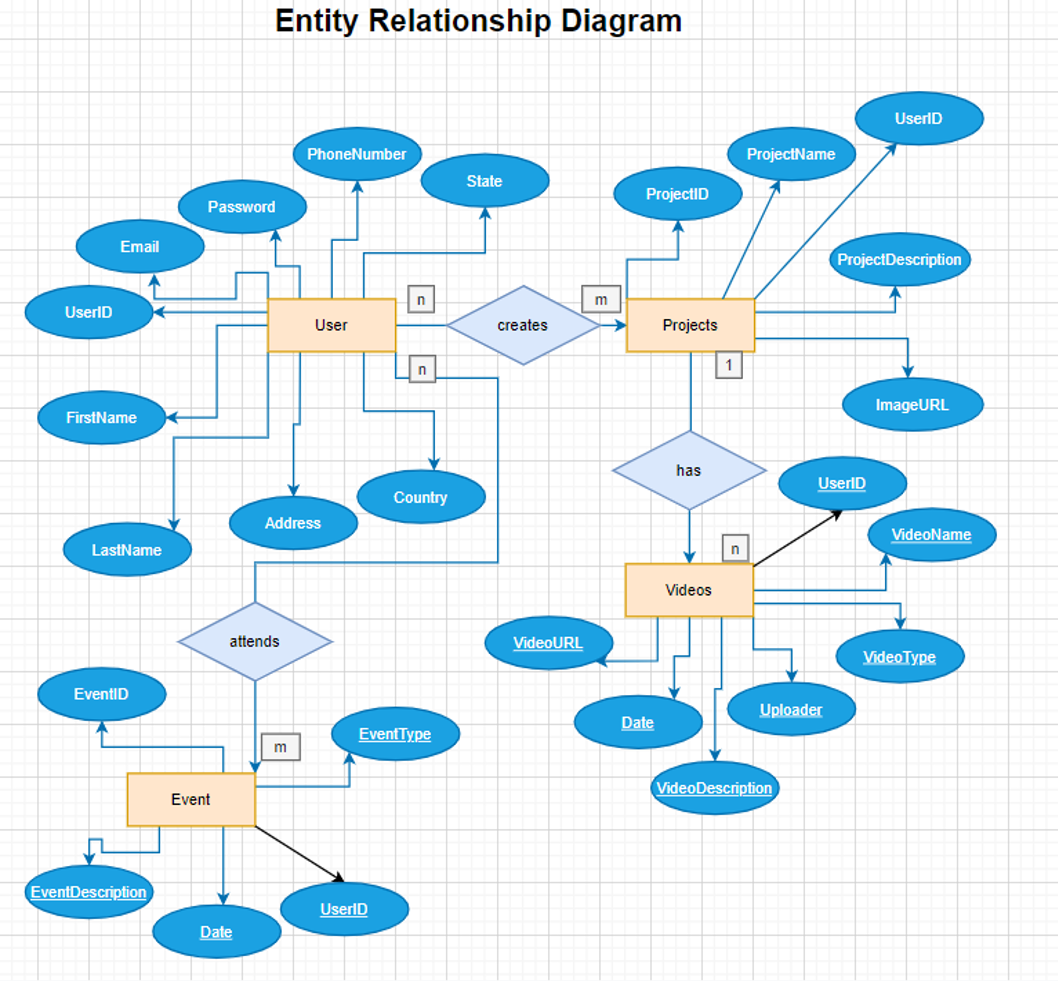 Entity Relationship Diagram
UserID
PhoneNumber
ProjectName
State
ProjectID
Password
Email
ProjectDescription
UserID
n
m
User
creates
Projects
n
1
ImageURL
FirstName
has
UserID
Country
Address
VideoName
LastName
n
Videos
attends
VideoURL
VideoType
EventID
Uploader
Date
EventType
m
VideoDescription
Event
EventDescription
UserID
Date